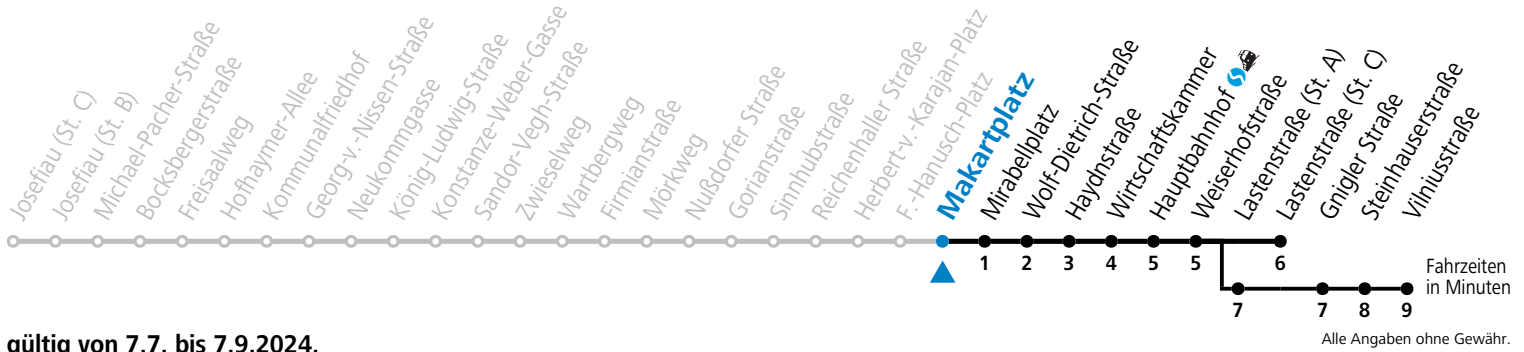 Josefiau (St. C)
Josefiau (St. B)
Michael-Pacher-Straße
Bocksbergerstraße
Freisaalweg
Hofhaymer-Allee
Kommunalfriedhof
Georg-v.-Nissen-Straße
Neukommgasse
König-Ludwig-Straße
Konstanze-Weber-Gasse
Sandor-Vegh-Straße
Zwieselweg
Wartbergweg
Firmianstraße
Mörkweg
Nußdorfer Straße
Gorianstraße
Sinnhubstraße
Reichenhaller Straße
Herbert-v.-Karajan-Platz
F.-Hanusch-Platz
Makartplatz
Mirabellplatz
Wolf-Dietrich-Straße
Haydnstraße
Wirtschaftskammer
Hauptbahnhof
Weiserhofstraße
Lastenstraße (St. A)
Lastenstraße (St. C)
Gnigler Straße
Steinhauserstraße
Vilniusstraße
1 2 3 4 5 5 6
7 7 8 9
Fahrzeiten
in Minuten
gültig von 7.7. bis 7.9.2024.
Alle Angaben ohne Gewähr.